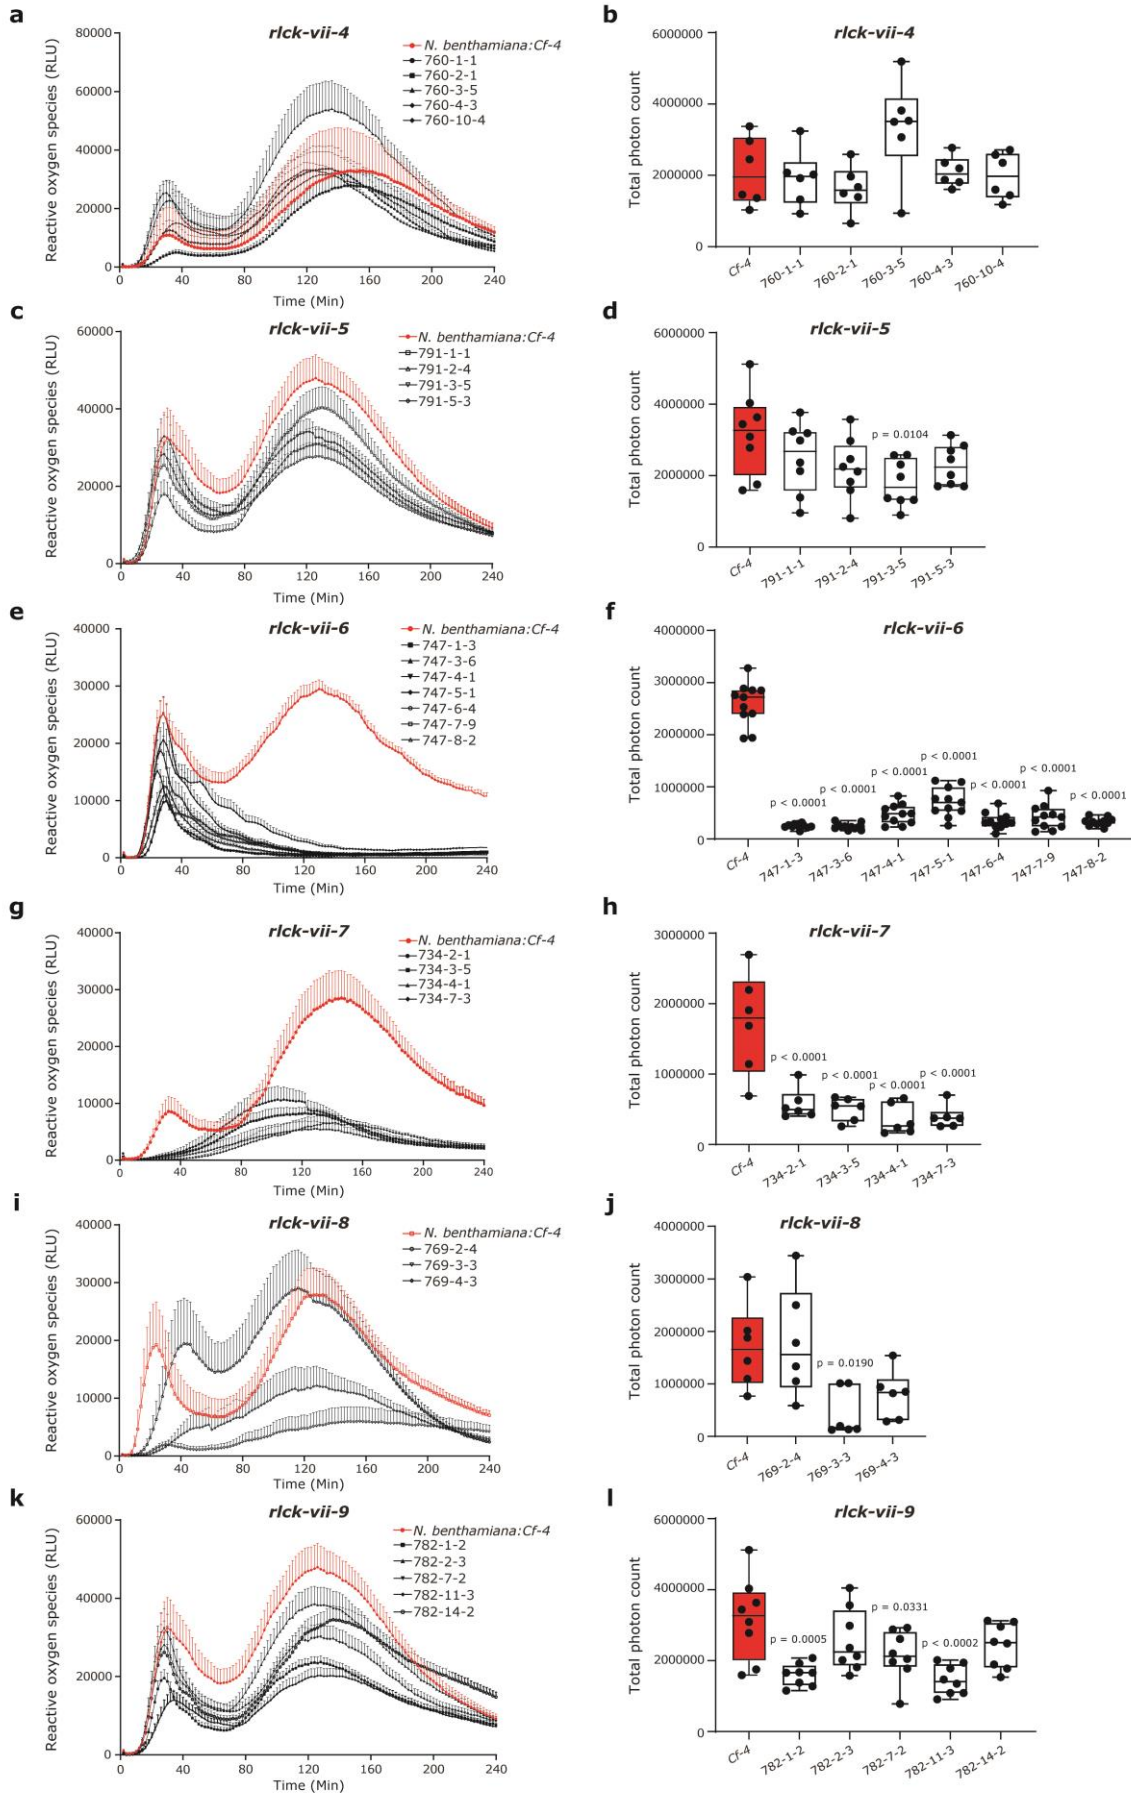 a
rlck-vii-4
Reactive oxygen species (RLU)
80000
60000
40000
20000
0
0 40 80 120 160 200 240
Time (Min)
N. benthamiana:Cf-4
760-1-1
760-2-1
760-3-5
760-4-3
760-10-4
b
rlck-vii-4
Total photon count
6000000
4000000
2000000
0
Cf-4 760-1-1 760-2-1 760-3-5 760-4-3 760-10-4
c
rlck-vii-5
Reactive oxygen species (RLU)
60000
40000
20000
0
0 40 80 120 160 200 240
Time (Min)
N. benthamiana:Cf-4
791-1-1
791-2-4
791-3-5
791-5-3
d
rlck-vii-5
Total photon count
6000000
4000000
2000000
0
p = 0.0104
Cf-4 791-1-1 791-2-4 791-3-5 791-5-3
e
rlck-vii-6
Reactive oxygen species (RLU)
40000
30000
20000
10000
0
0 40 80 120 160 200 240
Time (Min)
N. benthamiana:Cf-4
747-1-3
747-3-6
747-4-1
747-5-1
747-6-4
747-7-9
747-8-2
f
rlck-vii-6
Total photon count
4000000
3000000
2000000
1000000
0
p < 0.0001 p < 0.0001 p < 0.0001 p < 0.0001 p < 0.0001 p < 0.0001 p < 0.0001
Cf-4 747-1-3 747-3-6 747-4-1 747-5-1 747-6-4 747-7-9 747-8-2
g
rlck-vii-7
Reactive oxygen species (RLU)
40000
30000
20000
10000
0
0 40 80 120 160 200 240
Time (Min)
N. benthamiana:Cf-4
734-2-1
734-3-5
734-4-1
734-7-3
h
rlck-vii-7
Total photon count
3000000
2000000
1000000
0
p < 0.0001 p < 0.0001 p < 0.0001 p < 0.0001
Cf-4 734-2-1 734-3-5 734-4-1 734-7-3
i
rlck-vii-8
Reactive oxygen species (RLU)
40000
30000
20000
10000
0
0 40 80 120 160 200 240
Time (Min)
N. benthamiana:Cf-4
769-2-4
769-3-3
769-4-3
j
rlck-vii-8
Total photon count
4000000
3000000
2000000
1000000
0
p = 0.0190
Cf-4 769-2-4 769-3-3 769-4-3
k
rlck-vii-9
Reactive oxygen species (RLU)
60000
40000
20000
0
0 40 80 120 160 200 240
Time (Min)
N. benthamiana:Cf-4
782-1-2
782-2-3
782-7-2
782-11-3
782-14-2
l
rlck-vii-9
Total photon count
6000000
4000000
2000000
0
p = 0.0005 p = 0.0331 p < 0.0002
Cf-4 782-1-2 782-2-3 782-7-2 782-11-3 782-14-2